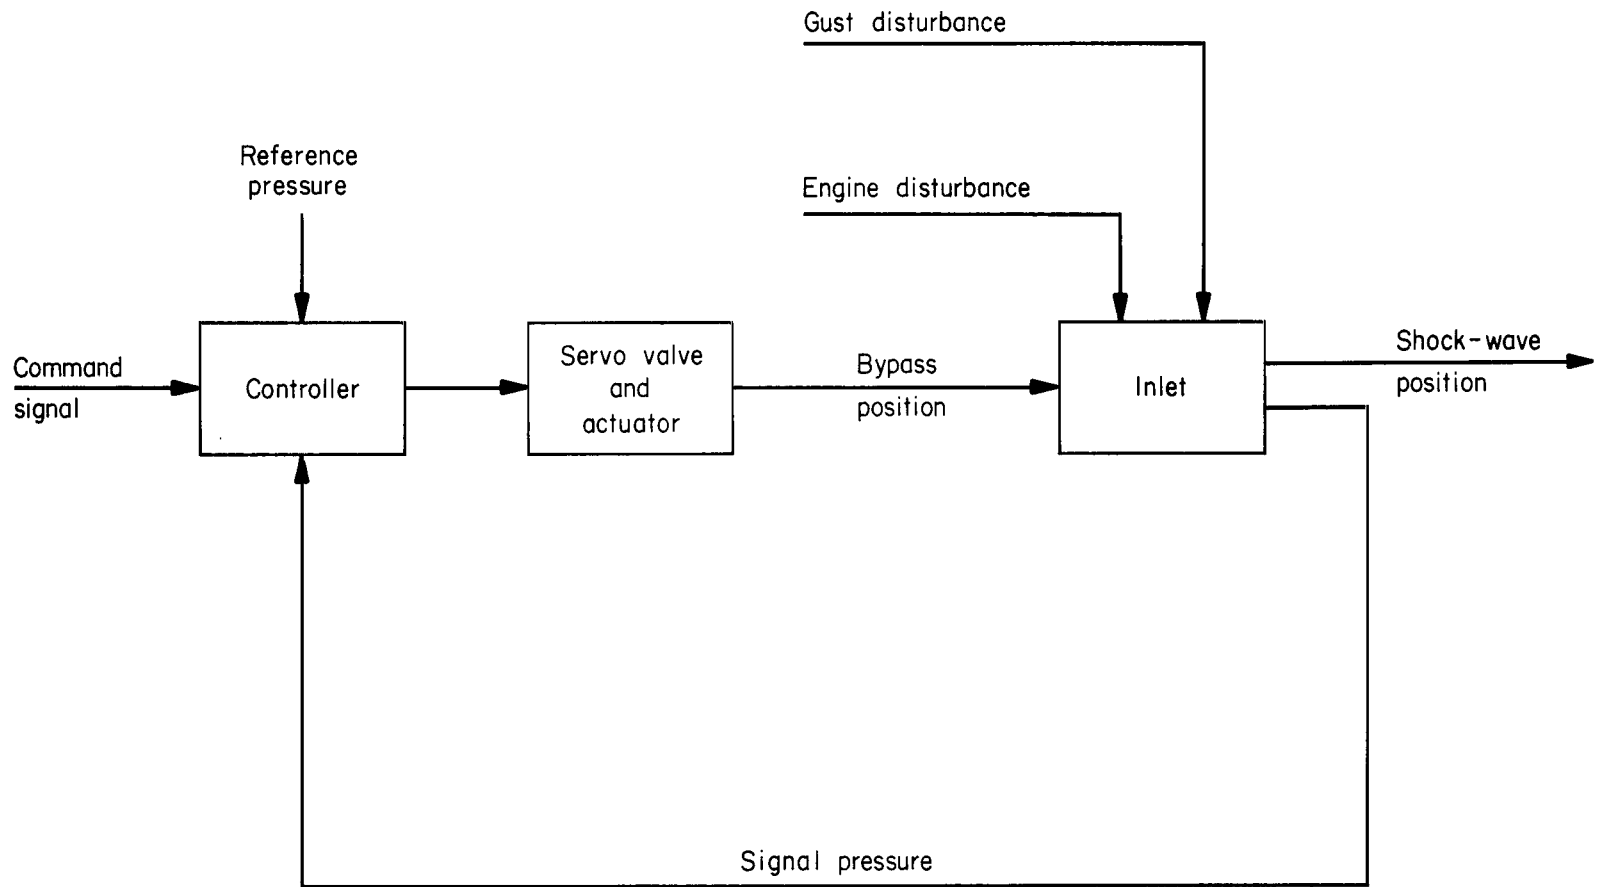 Gust disturbance
Reference
pressure
Engine disturbance
Command
signal
Controller
Servo valve
and
actuator
Bypass
position
Inlet
Shock-wave
position
Signal pressure